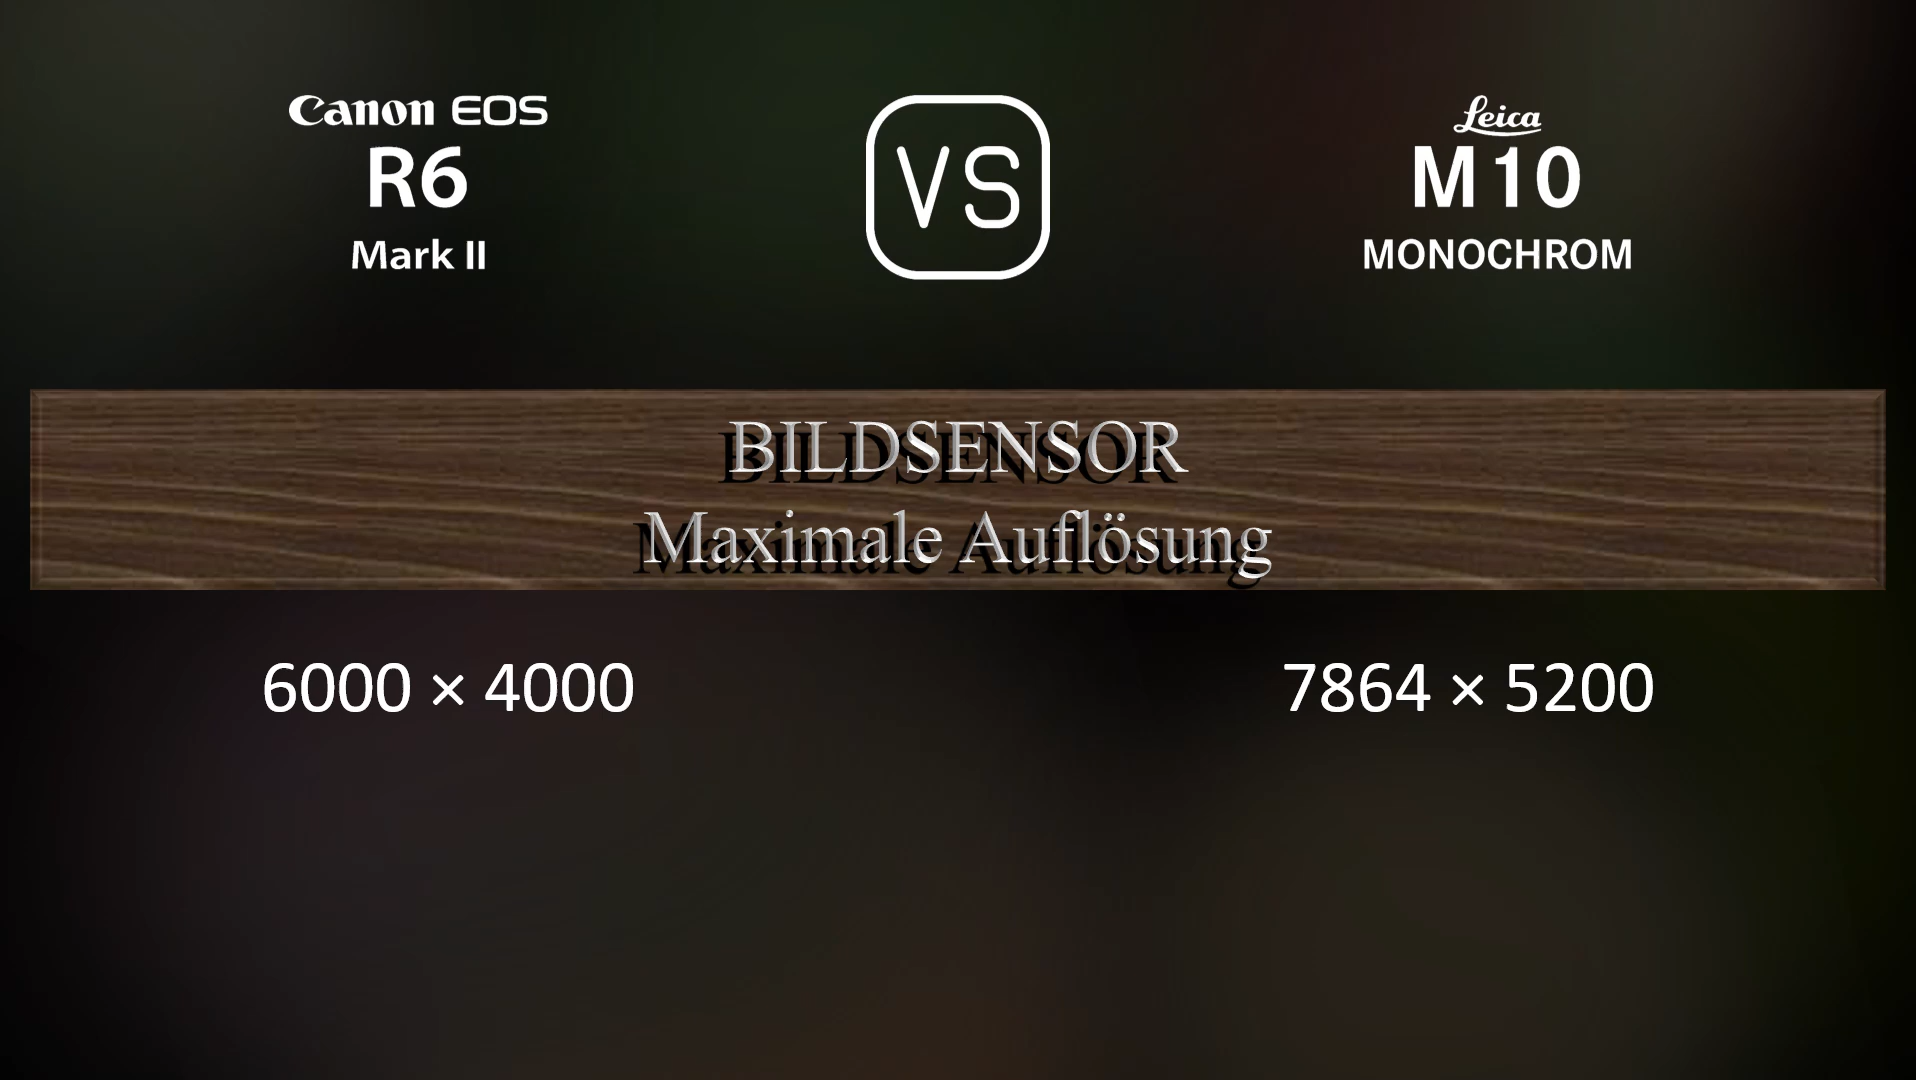 Canon EOS
R6
Mark II
VS
Leica
M10
MONOCHROM
BILDSENSOR
Maximale Auflösung
6000 × 4000
7864 × 5200